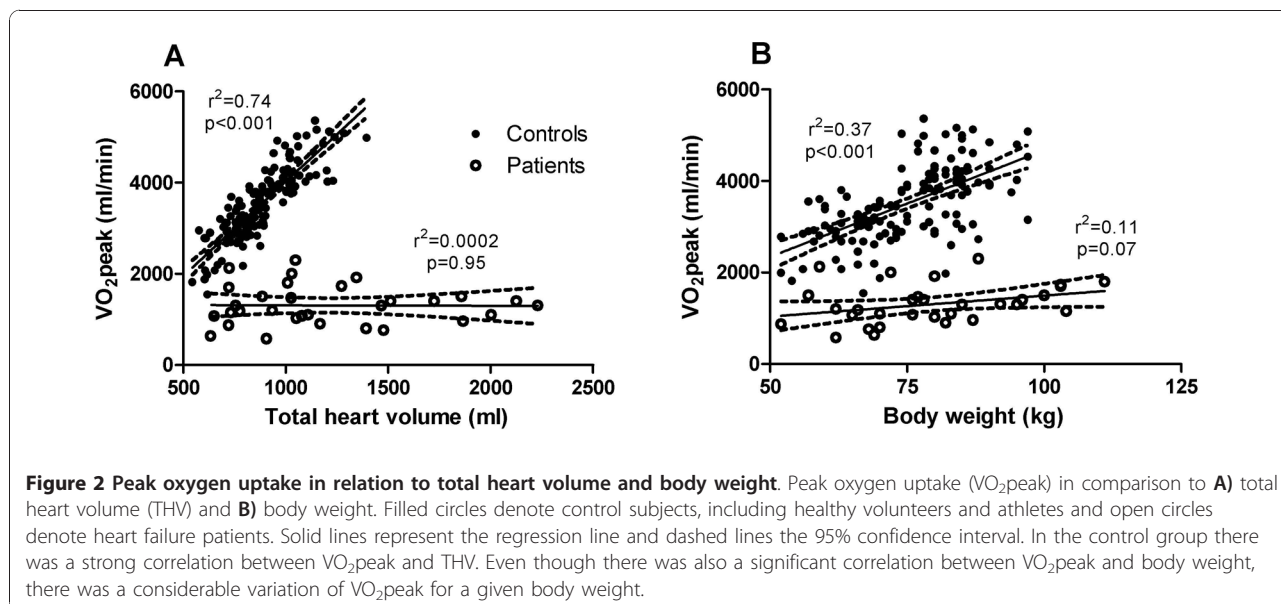 A
B
6000
4000
2000
0
VO₂peak (ml/min)
r²=0.74
p<0.001
Controls
Patients
r²=0.0002
p=0.95
500 1000 1500 2000 2500
Total heart volume (ml)
6000
4000
2000
0
VO₂peak (ml/min)
r²=0.37
p<0.001
r²=0.11
p=0.07
50 75 100 125
Body weight (kg)
Figure 2 Peak oxygen uptake in relation to total heart volume and body weight. Peak oxygen uptake (VO₂peak) in comparison to A) total
heart volume (THV) and B) body weight. Filled circles denote control subjects, including healthy volunteers and athletes and open circles
denote heart failure patients. Solid lines represent the regression line and dashed lines the 95% confidence interval. In the control group there
was a strong correlation between VO₂peak and THV. Even though there was also a significant correlation between VO₂peak and body weight,
there was a considerable variation of VO₂peak for a given body weight.